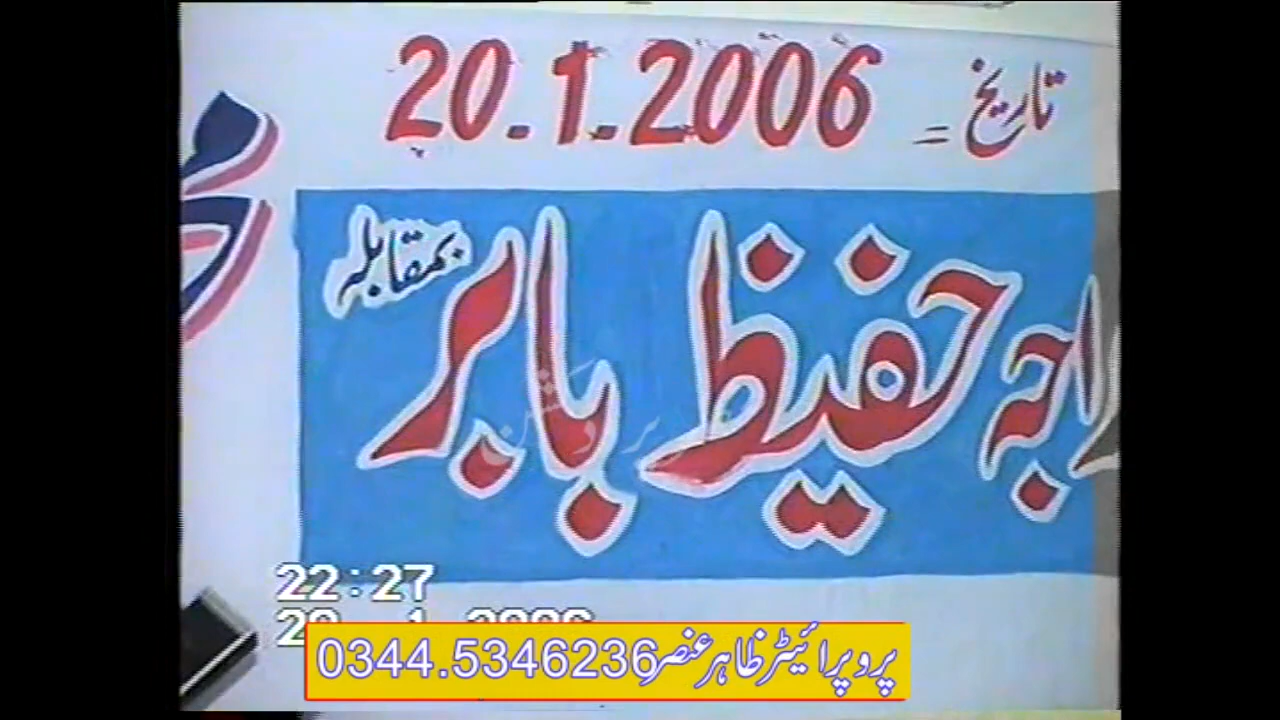 تاریخ = 20.1.2006
راجہ حفیظ بابر بمقابلہ
22:27
پروپرائیٹر ظاہر عنصر 0344.5346236